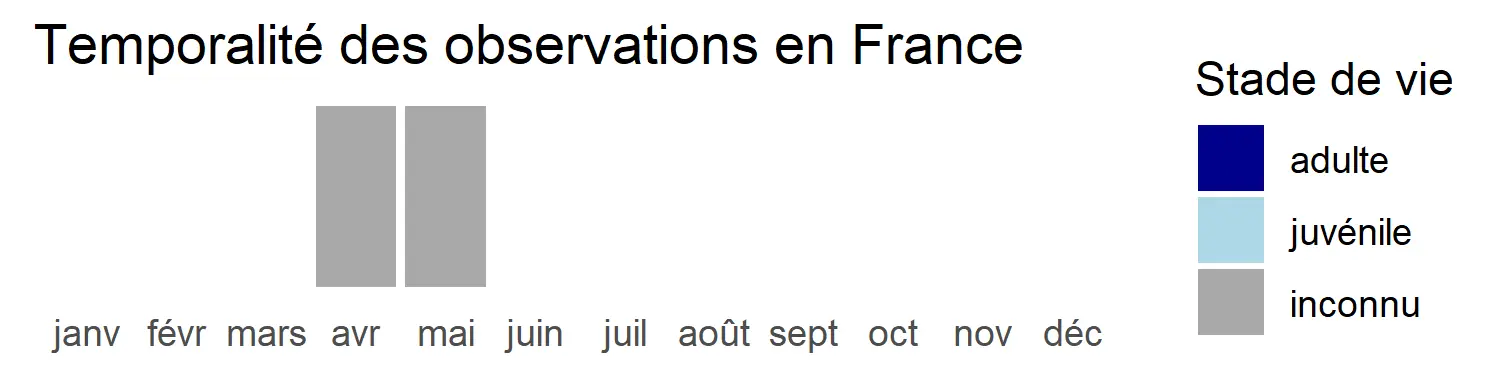 Temporalité des observations en France
Stade de vie
adulte
juvénile
inconnu
janv févr mars avr mai juin juil août sept oct nov déc